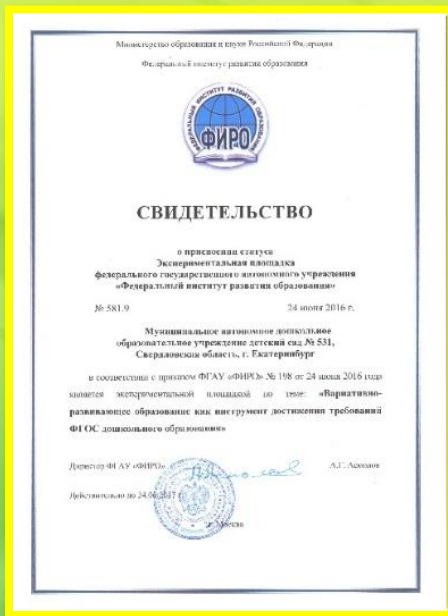 Министерство образования и науки Российской Федерации
Федеральный институт развития образования
ФЕДЕРАЛЬНЫЙ ИНСТИТУТ РАЗВИТИЯ ОБРАЗОВАНИЯ
ФИРО
СВИДЕТЕЛЬСТВО
о присвоении статуса
Экспериментальная площадка
федерального государственного автономного учреждения
«Федеральный институт развития образования»
№ 581.9 24 июня 2016 г.
Муниципальное автономное дошкольное
образовательное учреждение детский сад № 531,
Свердловская область, г. Екатеринбург
в соответствии с приказом ФГАУ «ФИРО» № 198 от 24 июня 2016 года
является экспериментальной площадкой по теме: «Вариативно-
развивающее образование как инструмент достижения требований
ФГОС дошкольного образования»
Директор ФГАУ «ФИРО» А.Г. Асмолов
Действительно до 24.06.2017 г.
г. Москва